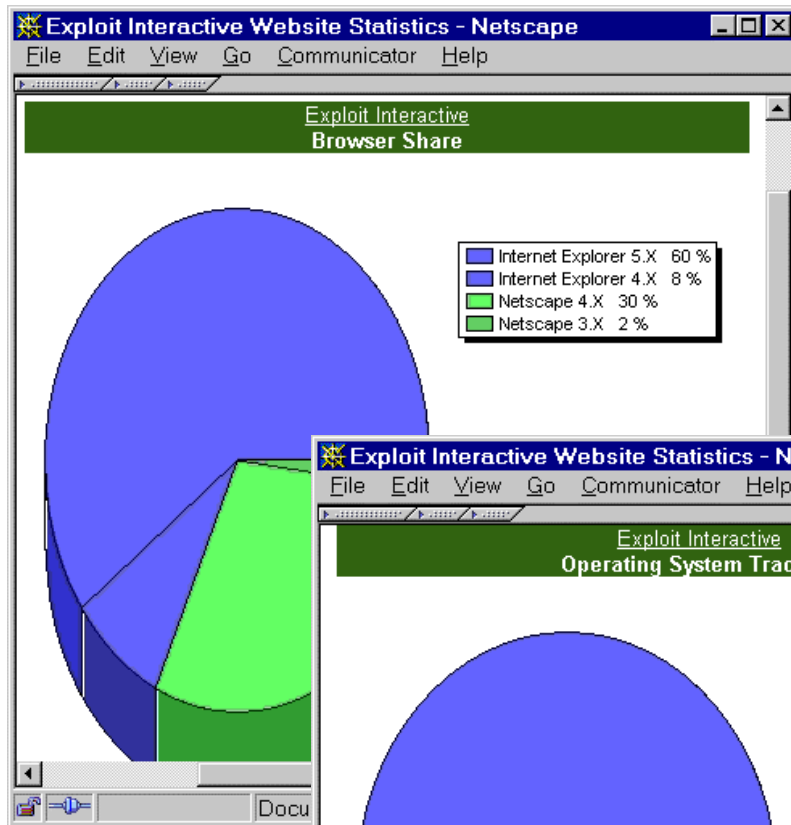 Exploit Interactive Website Statistics - Netscape
File Edit View Go Communicator Help
Exploit Interactive
Browser Share
Internet Explorer 5.X 60 %
Internet Explorer 4.X 8 %
Netscape 4.X 30 %
Netscape 3.X 2 %
Docu
Exploit Interactive Website Statistics - N
File Edit View Go Communicator Help
Exploit Interactive
Operating System Trac